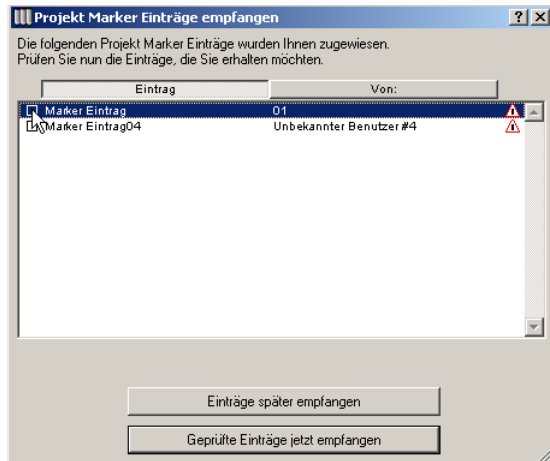 Projekt Marker Einträge empfangen
Die folgenden Projekt Marker Einträge wurden Ihnen zugewiesen.
Prüfen Sie nun die Einträge, die Sie erhalten möchten.
Eintrag Von:
Marker Eintrag 01
Marker Eintrag04 Unbekannter Benutzer #4
Einträge später empfangen
Geprüfte Einträge jetzt empfangen